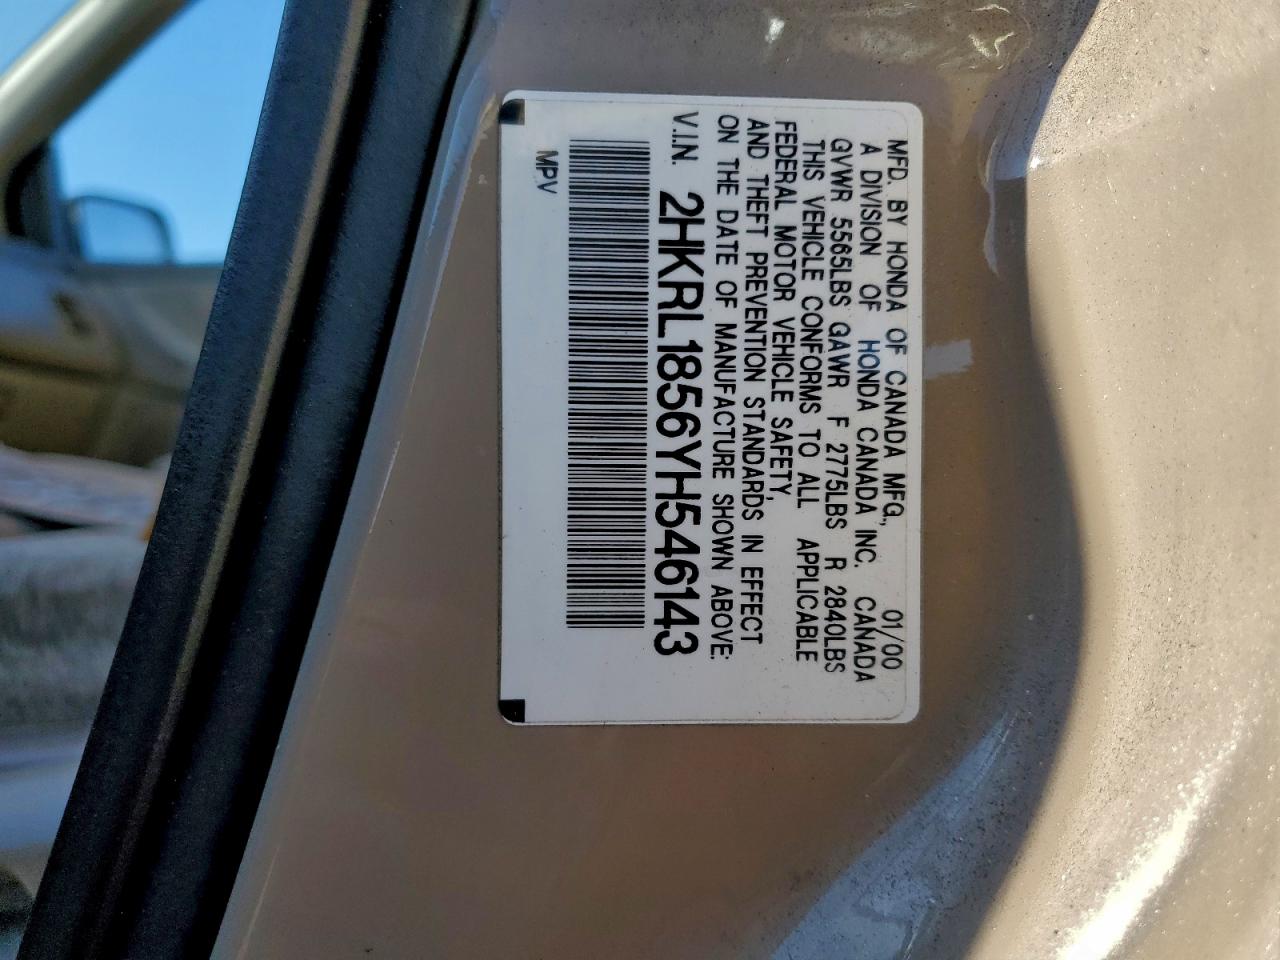 MFD. BY HONDA OF CANADA MFG., 01/00
A DIVISION OF HONDA CANADA INC. CANADA
GVWR 5565LBS GAWR F 2775LBS R 2840LBS
THIS VEHICLE CONFORMS TO ALL APPLICABLE
FEDERAL MOTOR VEHICLE SAFETY
AND THEFT PREVENTION STANDARDS IN EFFECT
ON THE DATE OF MANUFACTURE SHOWN ABOVE:
V.I.N. 2HKRL1856YH546143
MPV